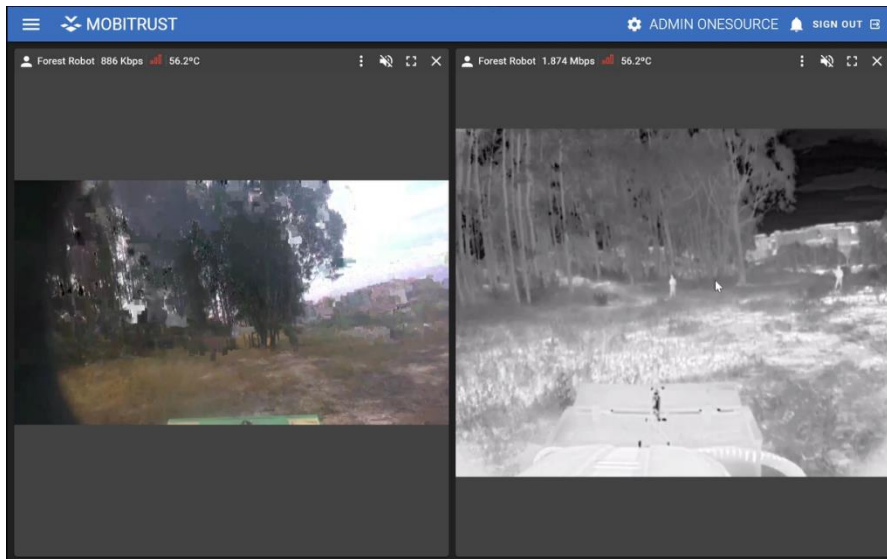 MOBITRUST
ADMIN ONESOURCE
SIGN OUT
Forest Robot 886 Kbps 56.2ºC
Forest Robot 1.874 Mbps 56.2ºC